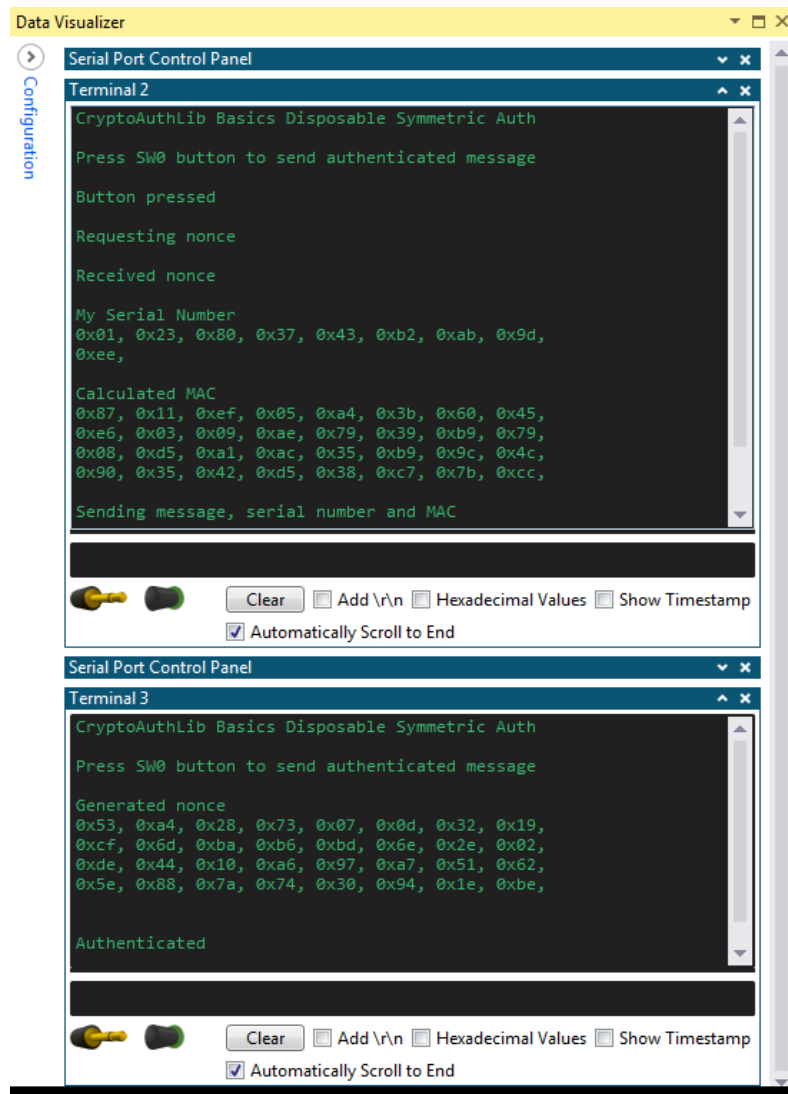 Data Visualizer
Configuration
Serial Port Control Panel
Terminal 2
CryptoAuthLib Basics Disposable Symmetric Auth
Press SW0 button to send authenticated message
Button pressed
Requesting nonce
Received nonce
My Serial Number
0x01, 0x23, 0x80, 0x37, 0x43, 0xb2, 0xab, 0x9d,
0xee,
Calculated MAC
0x87, 0x11, 0xef, 0x05, 0xa4, 0x3b, 0x60, 0x45,
0xe6, 0x03, 0x09, 0xae, 0x79, 0x39, 0xb9, 0x79,
0x08, 0xd5, 0xa1, 0xac, 0x35, 0xb9, 0x9c, 0x4c,
0x90, 0x35, 0x42, 0xd5, 0x38, 0xc7, 0x7b, 0xcc,
Sending message, serial number and MAC
Clear Add \r\n Hexadecimal Values Show Timestamp
Automatically Scroll to End
Serial Port Control Panel
Terminal 3
CryptoAuthLib Basics Disposable Symmetric Auth
Press SW0 button to send authenticated message
Generated nonce
0x53, 0xa4, 0x28, 0x73, 0x07, 0x0d, 0x32, 0x19,
0xcf, 0x6d, 0xba, 0xb6, 0xbd, 0x6e, 0x2e, 0x02,
0xde, 0x44, 0x10, 0xa6, 0x97, 0xa7, 0x51, 0x62,
0x5e, 0x88, 0x7a, 0x74, 0x30, 0x94, 0x1e, 0xbe,
Authenticated
Clear Add \r\n Hexadecimal Values Show Timestamp
Automatically Scroll to End